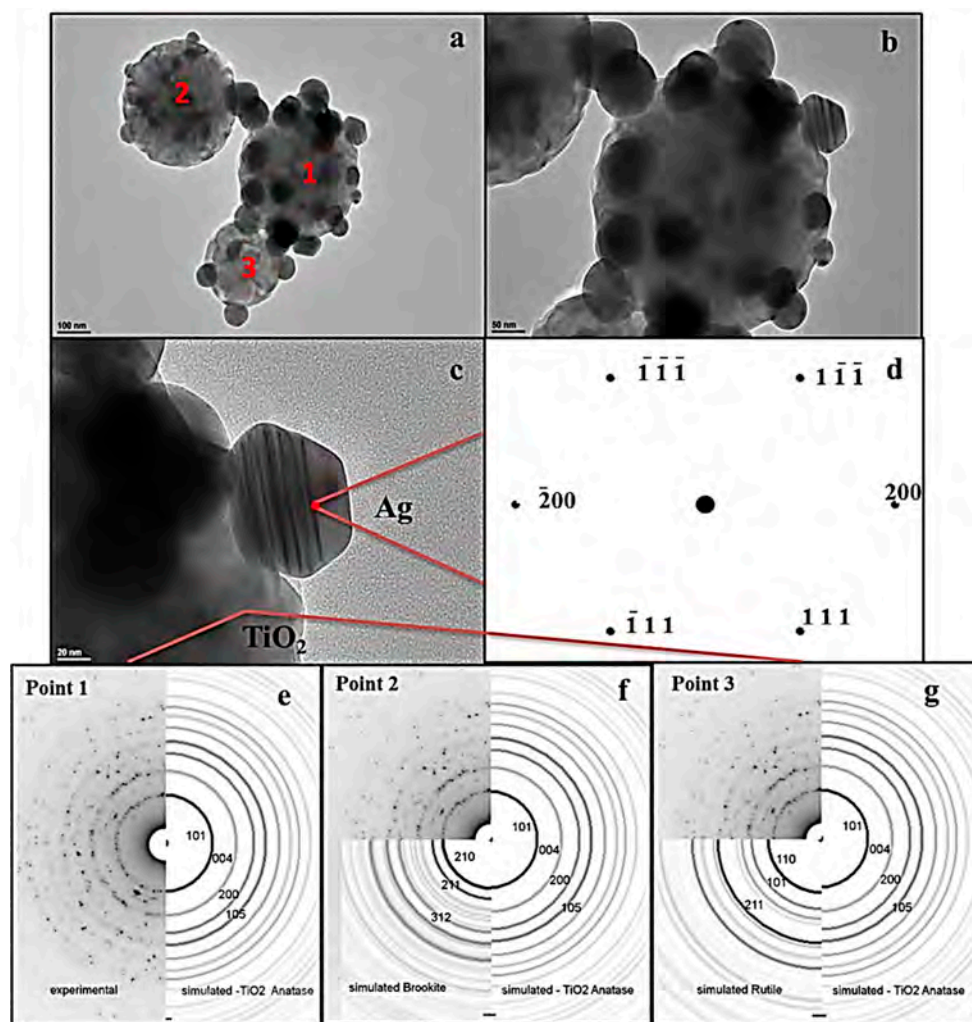 a
2
1
3
100 nm
b
50 nm
c
Ag
TiO₂
20 nm
d
1̄ 1̄ 1̄
1 1̄ 1̄
2̄00
200
1̄ 1 1
1 1 1
Point 1
e
101
004
200
105
experimental
simulated -TiO2 Anatase
Point 2
f
101
004
210
211
200
312
105
simulated Brookite
simulated - TiO2 Anatase
Point 3
g
101
004
110
101
200
211
105
simulated Rutile
simulated - TiO2 Anatase